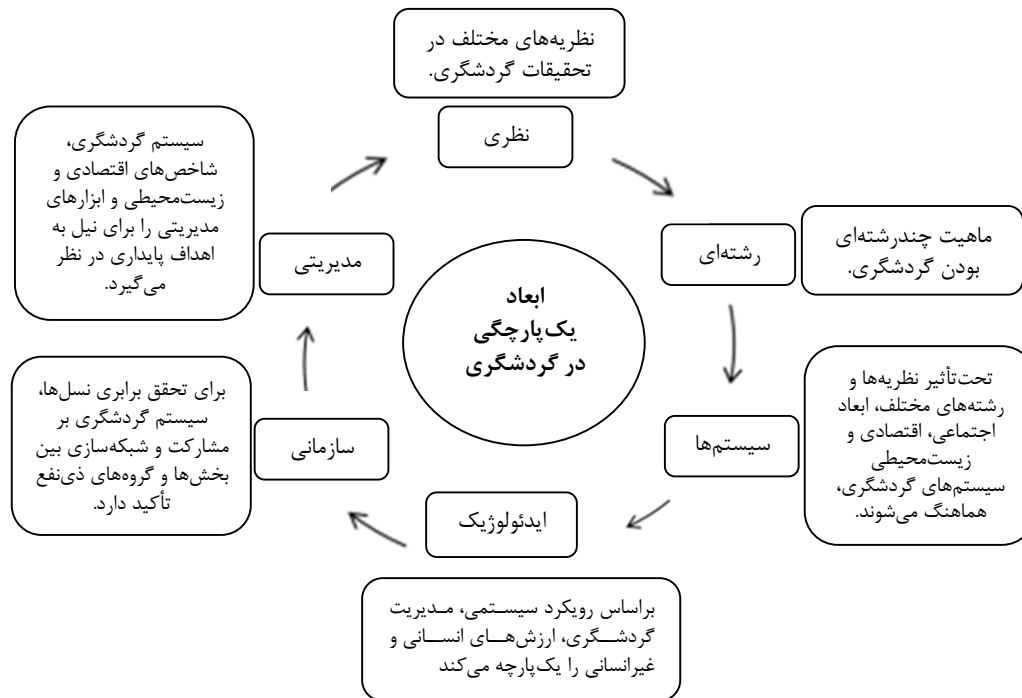 نظریه‌های مختلف در
تحقیقات گردشگری.
نظری
ماهیت چندرشته‌ای
بودن گردشگری.
رشته‌ای
تحت‌تأثیر نظریه‌ها و
رشته‌های مختلف، ابعاد
اجتماعی، اقتصادی و
زیست‌محیطی
سیستم‌های گردشگری،
هماهنگ می‌شوند.
سیستم‌ها
ایدئولوژیک
براساس رویکرد سیستمی، مدیریت
گردشگری، ارزش‌های انسانی و
غیرانسانی را یک‌پارچه می‌کند
سازمانی
برای تحقق برابری نسل‌ها،
سیستم گردشگری بر
مشارکت و شبکه‌سازی بین
بخش‌ها و گروه‌های ذی‌نفع
تأکید دارد.
مدیریتی
سیستم گردشگری،
شاخص‌های اقتصادی و
زیست‌محیطی و ابزارهای
مدیریتی را برای نیل به
اهداف پایداری در نظر
می‌گیرد.
ابعاد
یک‌پارچگی
در گردشگری